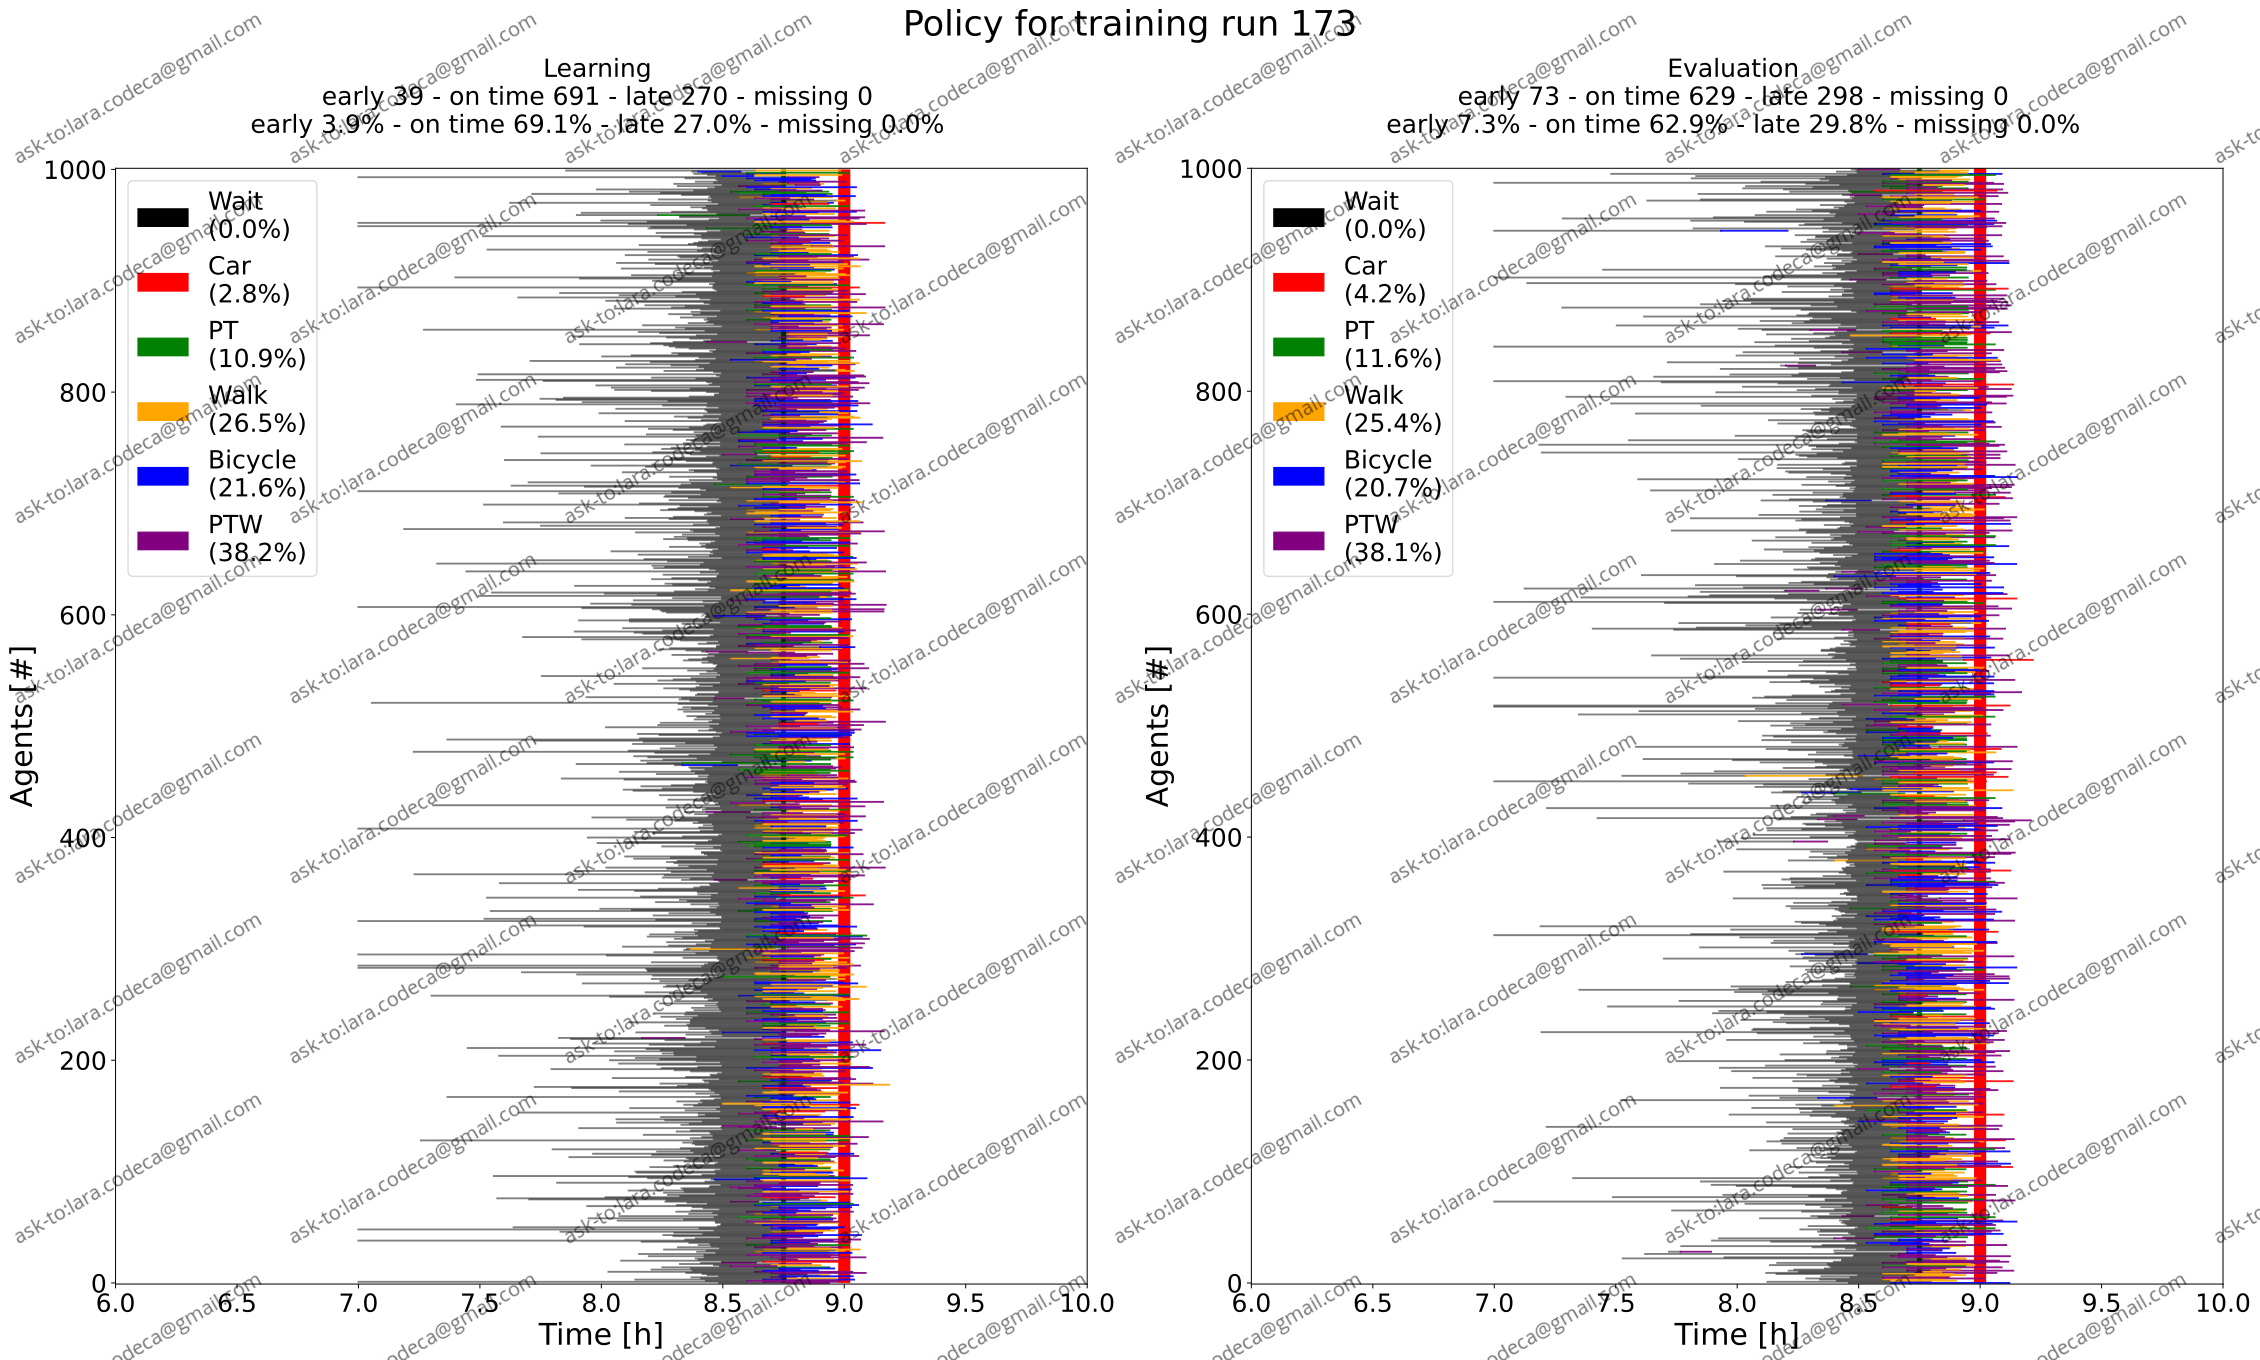 Policy for training run 173
Learning
early 39 - on time 691 - late 270 - missing 0
early 3.9% - on time 69.1% - late 27.0% - missing 0.0%
1000
800
600
400
200
0
Agents [#]
Wait
(0.0%)
Car
(2.8%)
PT
(10.9%)
Walk
(26.5%)
Bicycle
(21.6%)
PTW
(38.2%)
6.0 6.5 7.0 7.5 8.0 8.5 9.0 9.5 10.0
Time [h]
Evaluation
early 73 - on time 629 - late 298 - missing 0
early 7.3% - on time 62.9% - late 29.8% - missing 0.0%
1000
800
600
400
200
0
Agents [#]
Wait
(0.0%)
Car
(4.2%)
PT
(11.6%)
Walk
(25.4%)
Bicycle
(20.7%)
PTW
(38.1%)
6.0 6.5 7.0 7.5 8.0 8.5 9.0 9.5 10.0
Time [h]
ask-to:lara.codeca@gmail.com